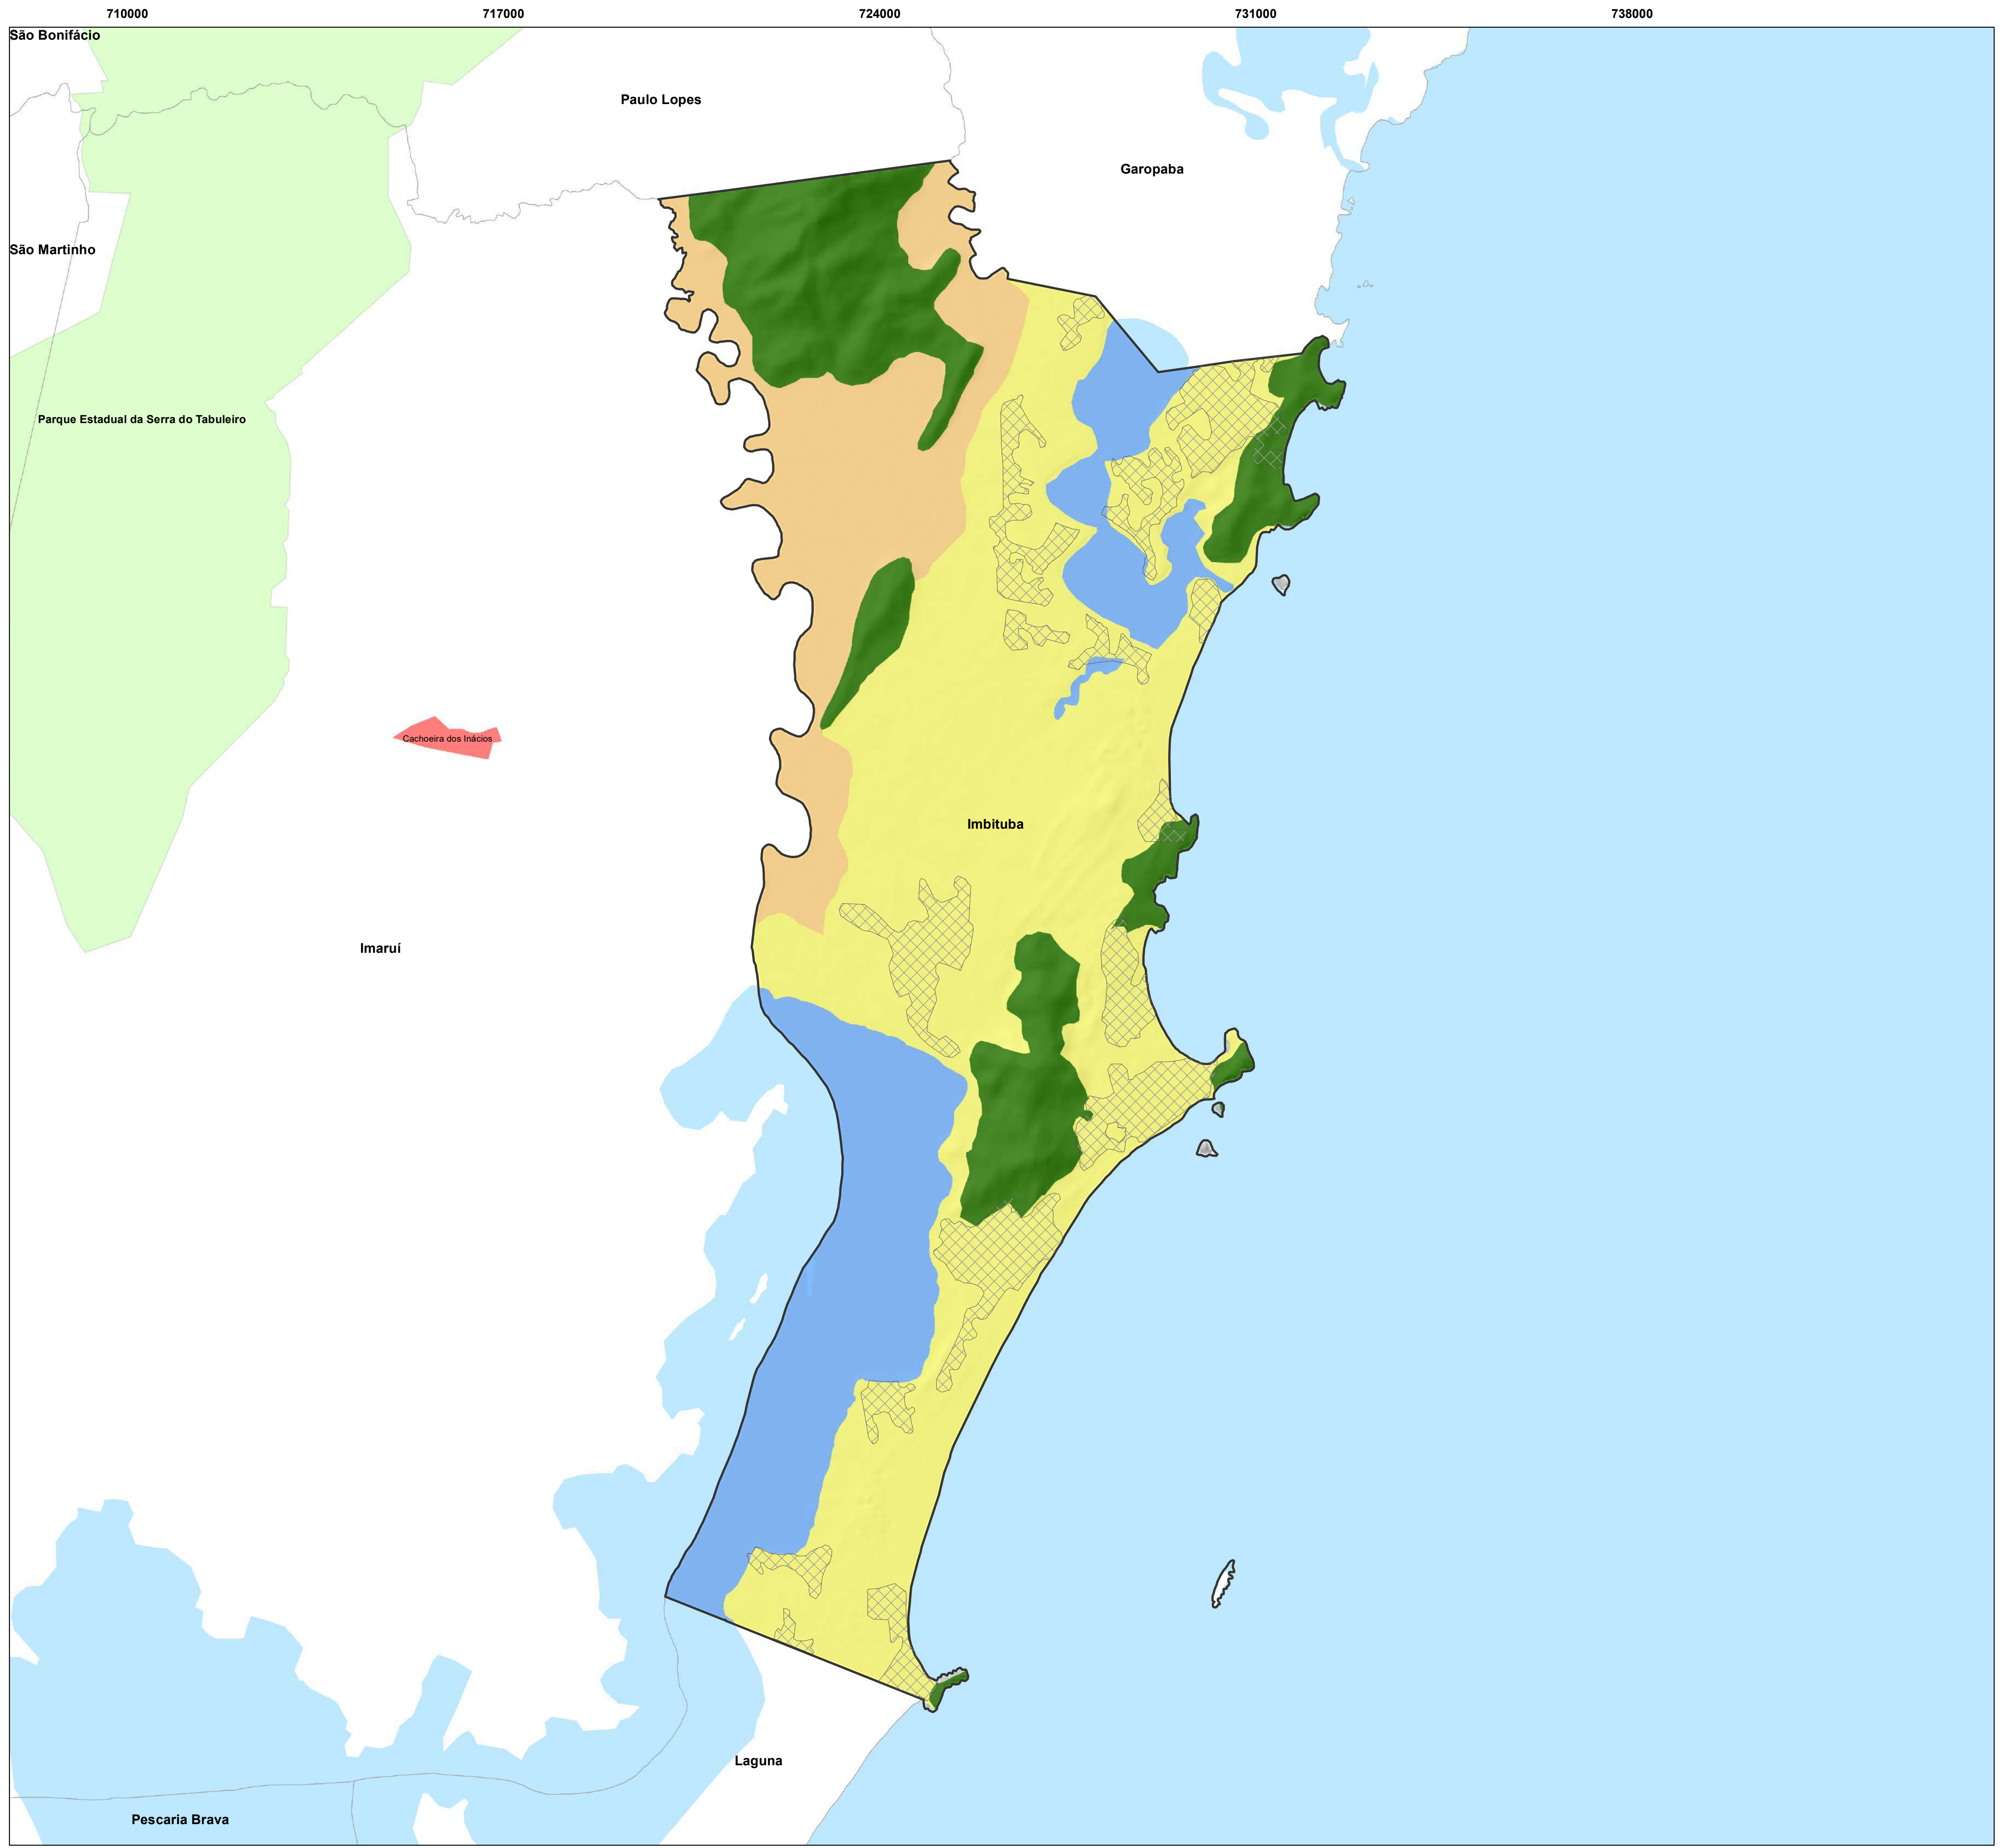 710000
717000
724000
731000
738000
São Bonifácio
Paulo Lopes
Garopaba
São Martinho
Parque Estadual da Serra do Tabuleiro
Cachoeira dos Inácios
Imbituba
Imaruí
Laguna
Pescaria Brava